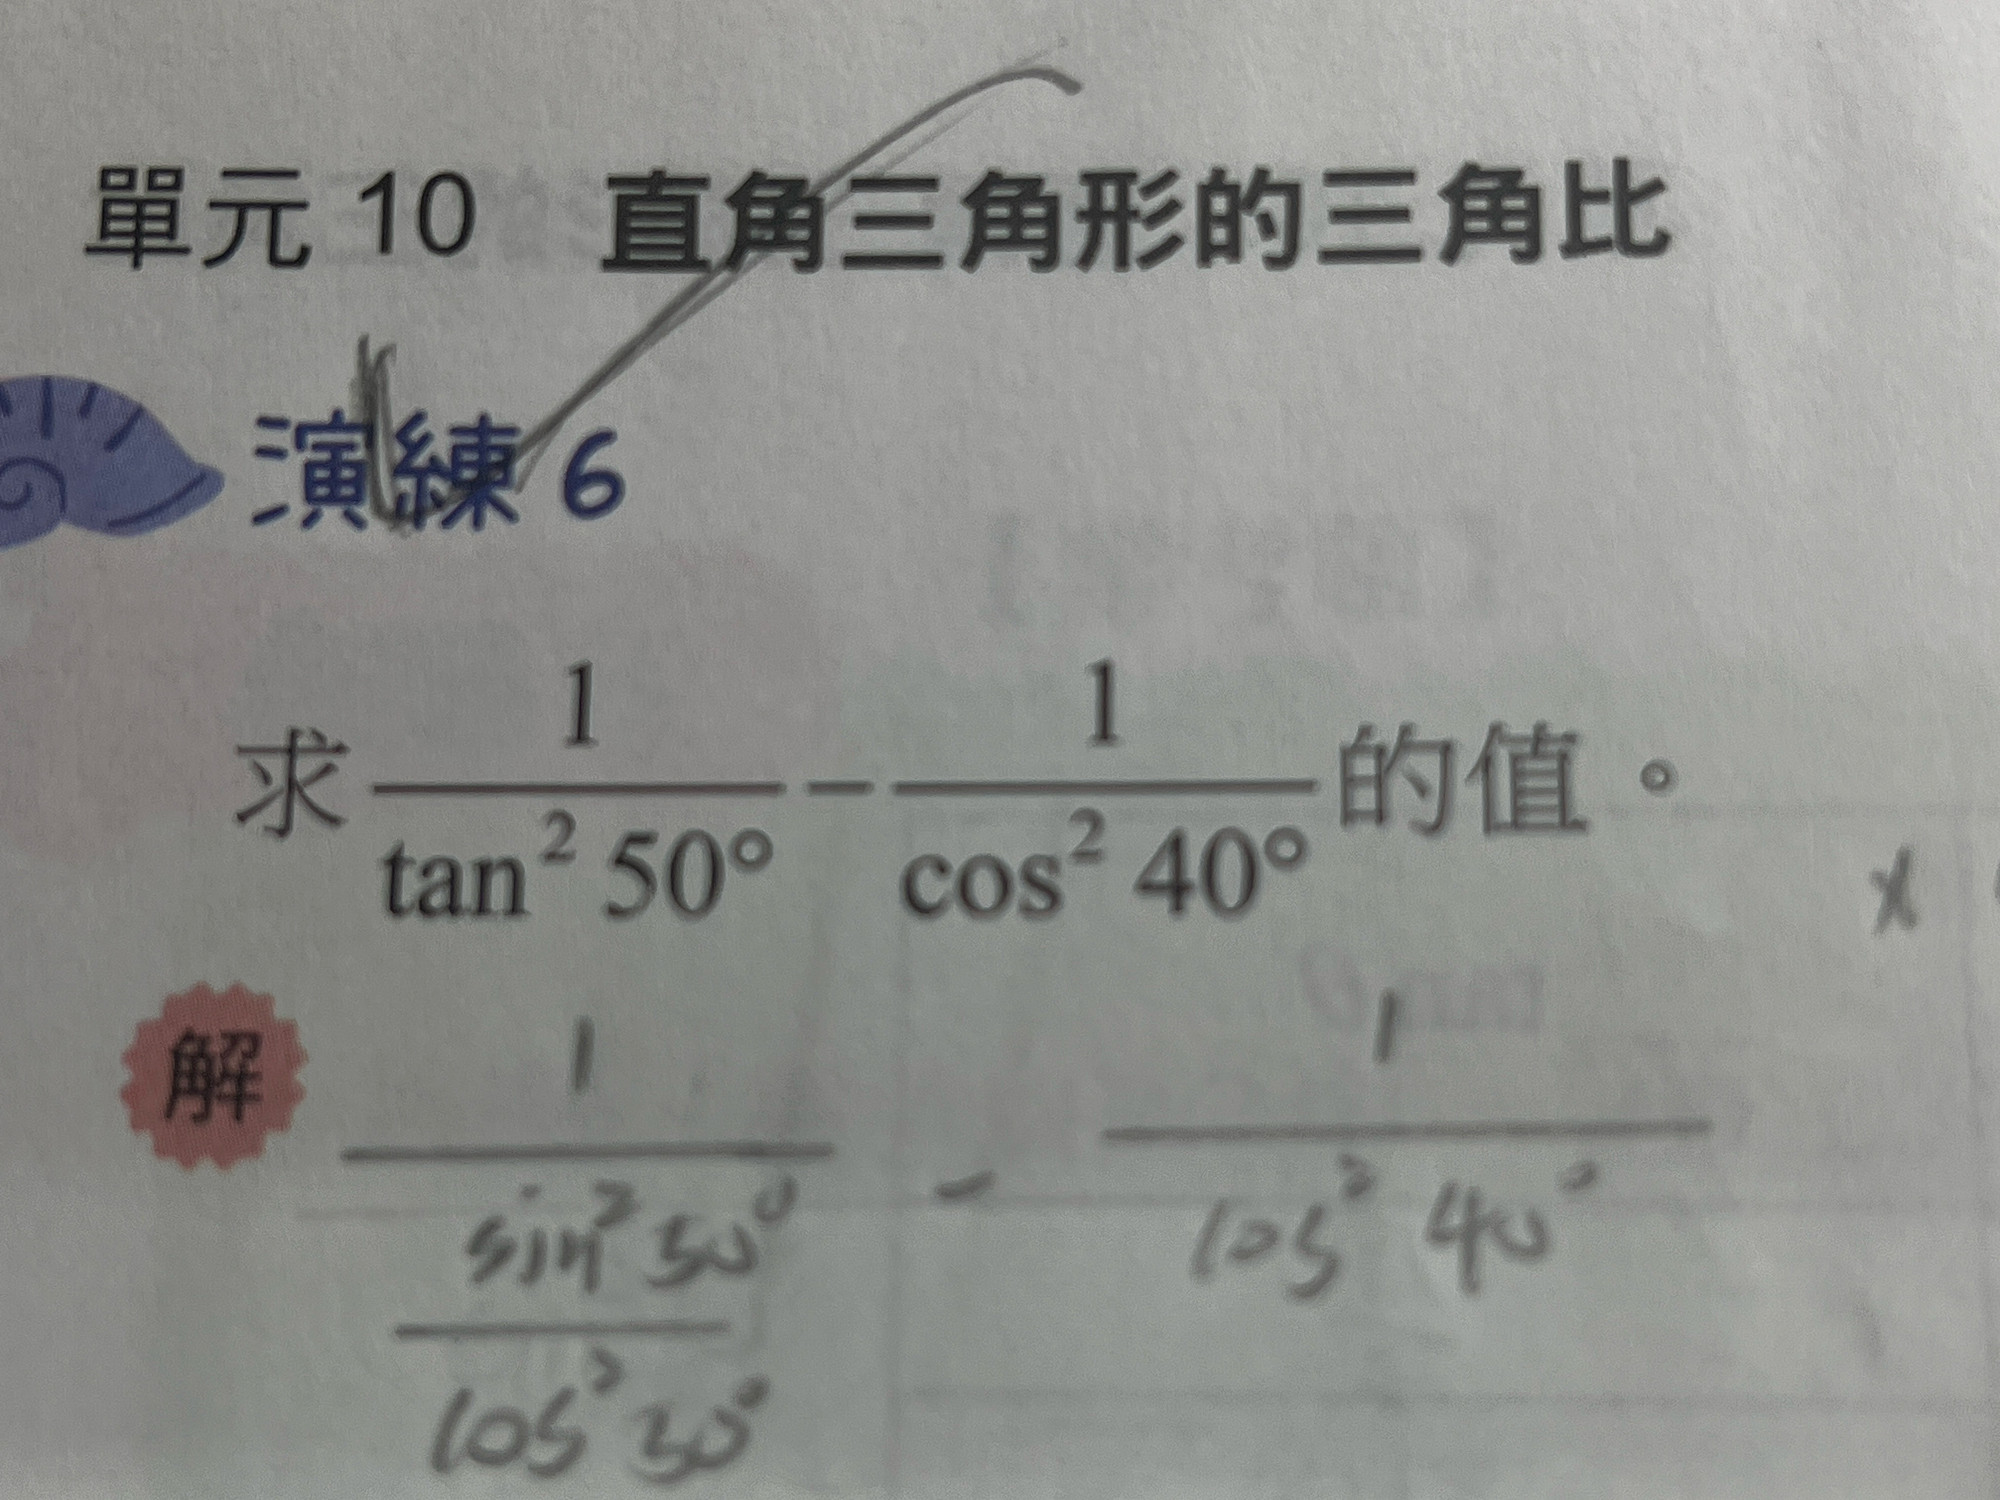 單元 10 直角三角形的三角比
演練 6
求 1/tan² 50° − 1/cos² 40° 的值。
解 1/(sin² 50°/cos² 50°) − 1/cos² 40°
x